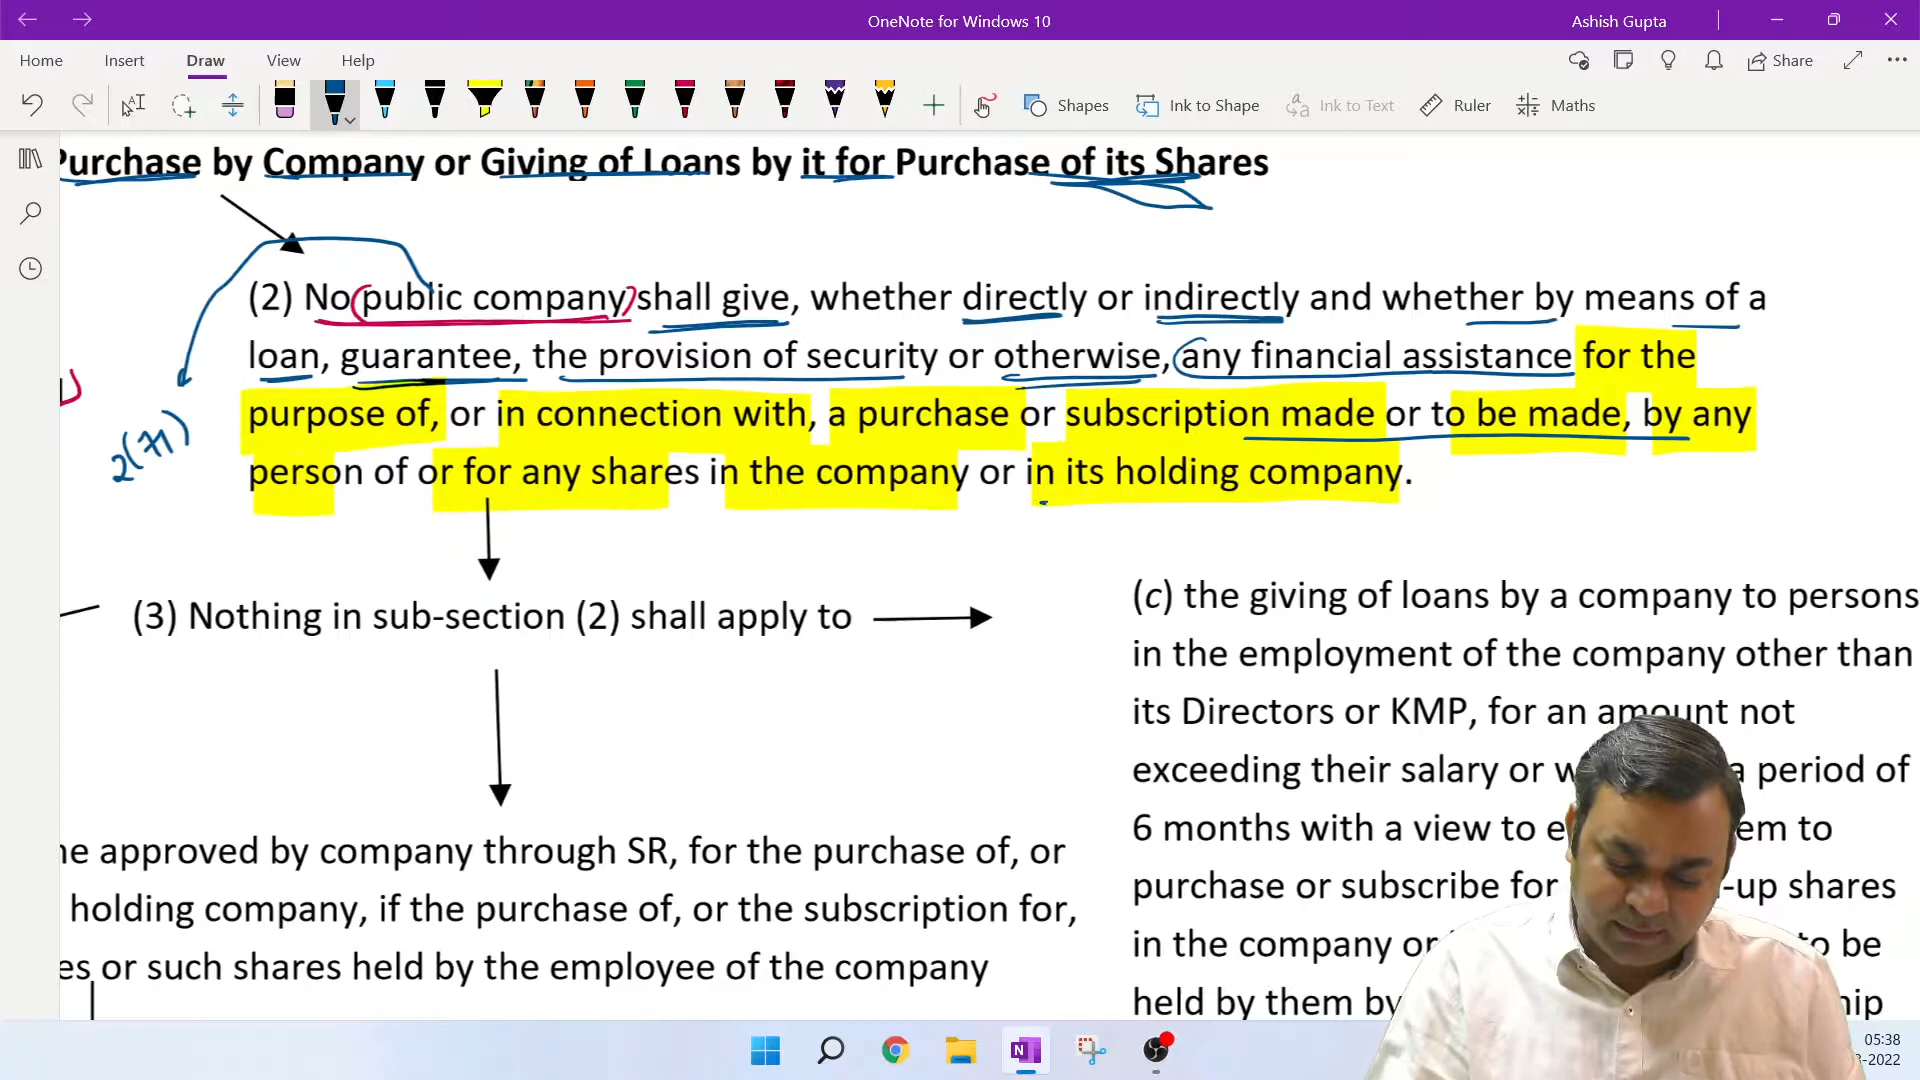 OneNote for Windows 10
Ashish Gupta
Home Insert Draw View Help
Share
Shapes Ink to Shape Ink to Text Ruler Maths
Purchase by Company or Giving of Loans by it for Purchase of its Shares
(2) No public company shall give, whether directly or indirectly and whether by means of a
loan, guarantee, the provision of security or otherwise, any financial assistance for the
purpose of, or in connection with, a purchase or subscription made or to be made, by any
person of or for any shares in the company or in its holding company.
2(71)
(3) Nothing in sub-section (2) shall apply to
approved by company through SR, for the purchase of, or
holding company, if the purchase of, or the subscription for,
or such shares held by the employee of the company
(c) the giving of loans by a company to persons
in the employment of the company other than
its Directors or KMP, for an amount not
exceeding their salary or a period of
6 months with a view to to
purchase or subscribe for -up shares
in the company or to be
held by them by
05:38
-2022